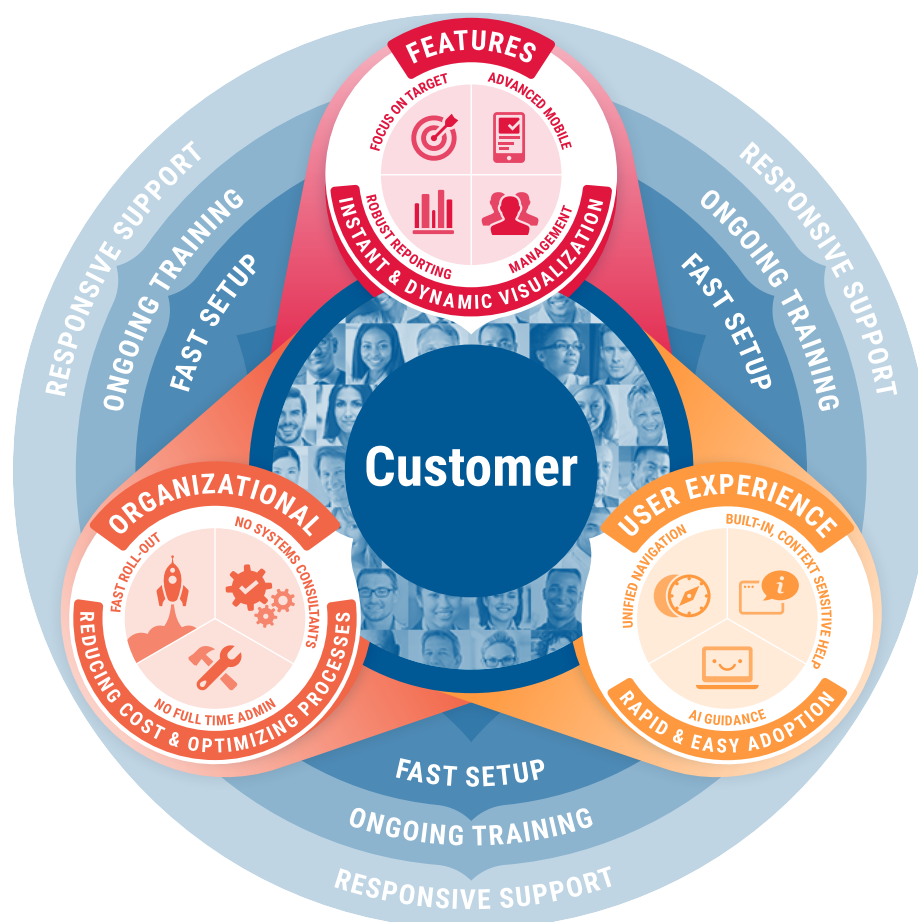 FEATURES
FOCUS ON TARGET
ADVANCED MOBILE
ROBUST REPORTING
MANAGEMENT
INSTANT & DYNAMIC VISUALIZATION
RESPONSIVE SUPPORT
ONGOING TRAINING
FAST SETUP
RESPONSIVE SUPPORT
ONGOING TRAINING
FAST SETUP
Customer
ORGANIZATIONAL
FAST ROLL-OUT
NO SYSTEMS CONSULTANTS
NO FULL TIME ADMIN
REDUCING COST & OPTIMIZING PROCESSES
USER EXPERIENCE
UNIFIED NAVIGATION
BUILT-IN, CONTEXT SENSITIVE HELP
i
AI GUIDANCE
RAPID & EASY ADOPTION
FAST SETUP
ONGOING TRAINING
RESPONSIVE SUPPORT